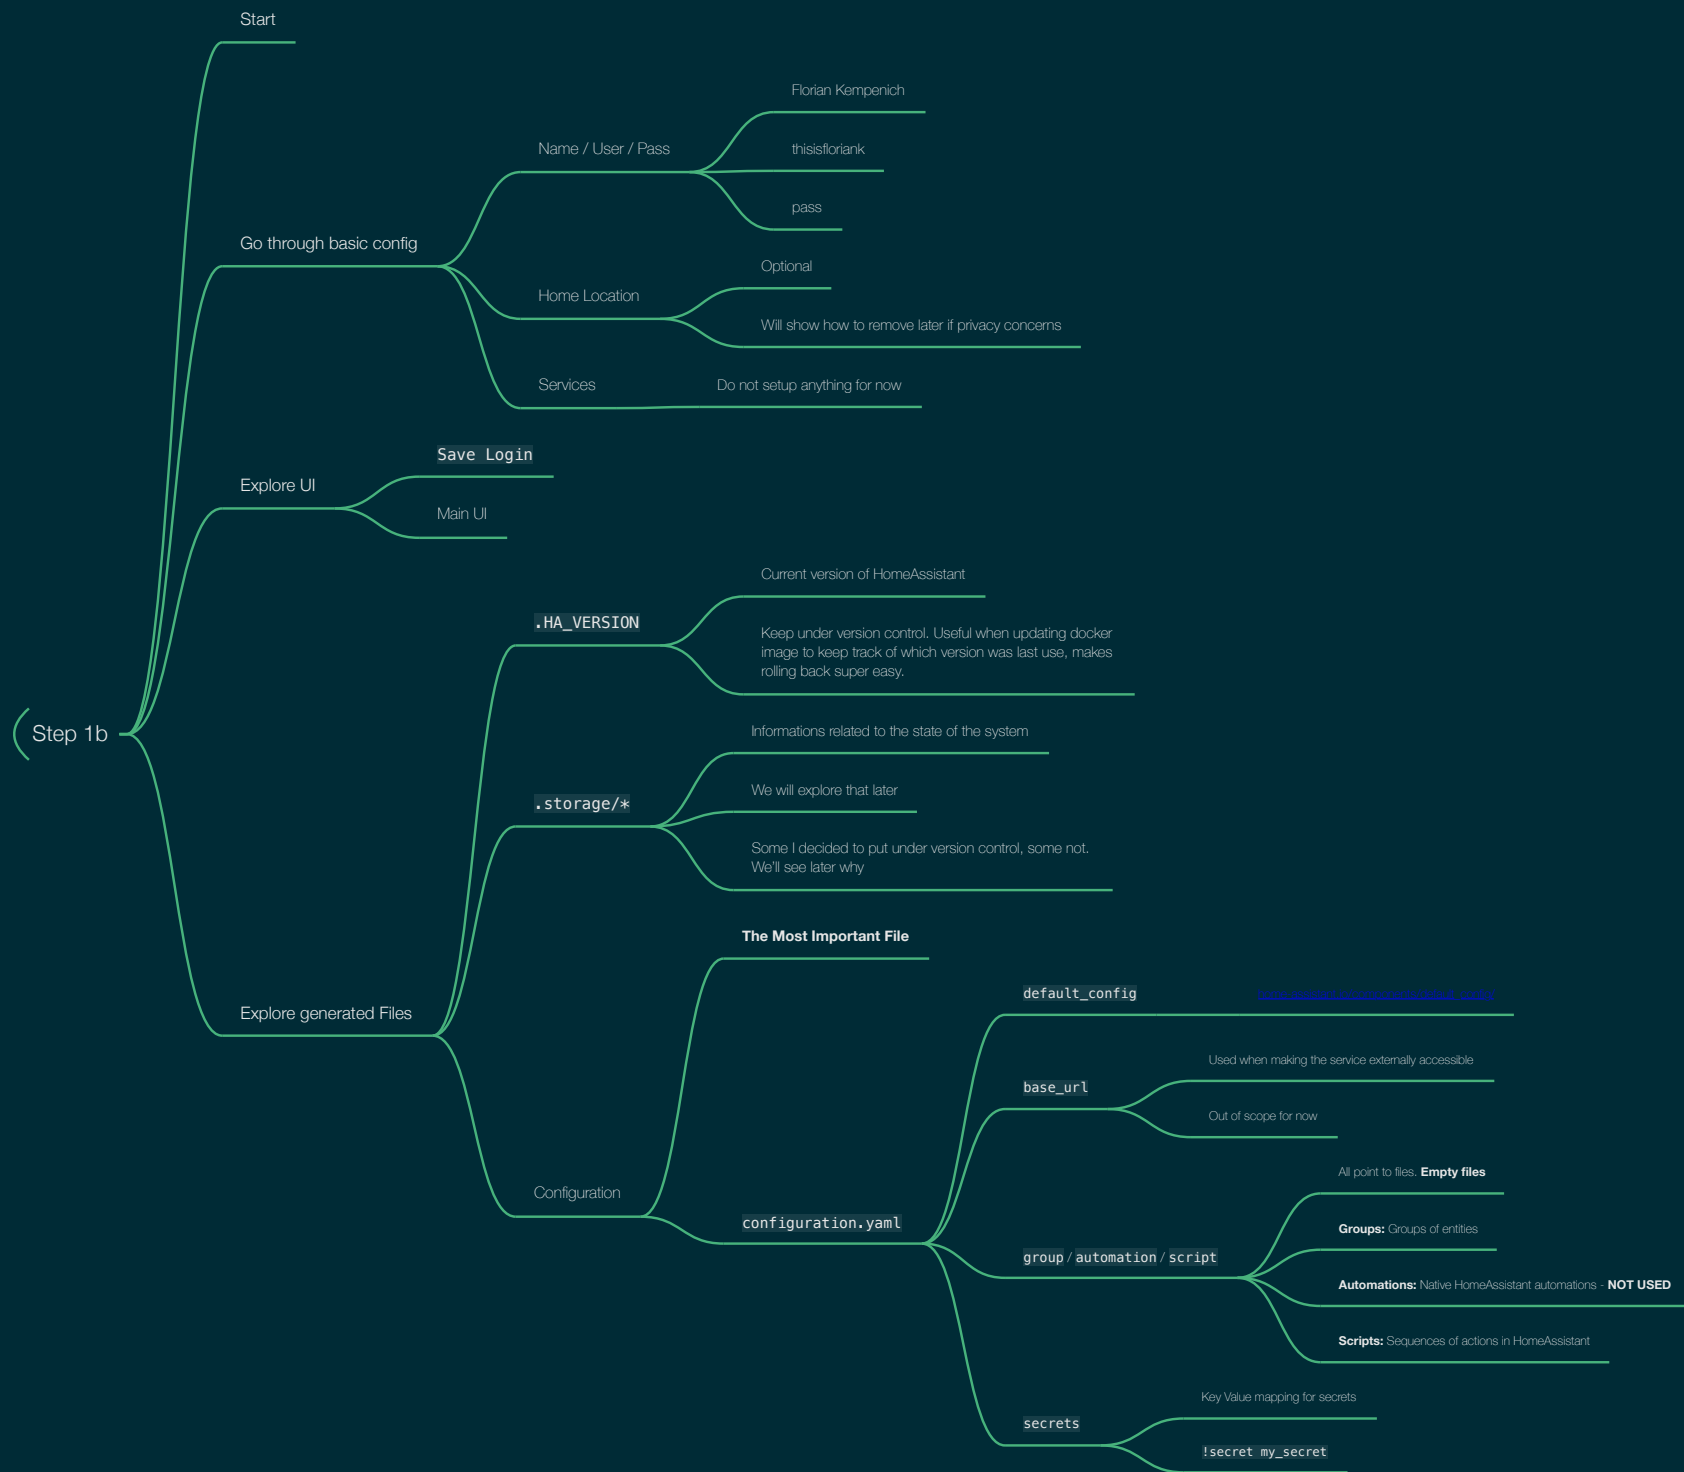 Start
Florian Kempenich
Name / User / Pass
thisisfloriank
pass
Go through basic config
Optional
Home Location
Will show how to remove later if privacy concerns
Services
Do not setup anything for now
Save Login
Explore UI
Main UI
Current version of HomeAssistant
.HA_VERSION
Keep under version control. Useful when updating docker
image to keep track of which version was last use, makes
rolling back super easy.
Step 1b
Informations related to the state of the system
.storage/*
We will explore that later
Some I decided to put under version control, some not.
We'll see later why
The Most Important File
Explore generated Files
default_config
Used when making the service externally accessible
base_url
Out of scope for now
Configuration
configuration.yaml
All point to files. Empty files
Groups: Groups of entities
group / automation / script
Automations: Native HomeAssistant automations - NOT USED
Scripts: Sequences of actions in HomeAssistant
Key Value mapping for secrets
secrets
!secret my_secret